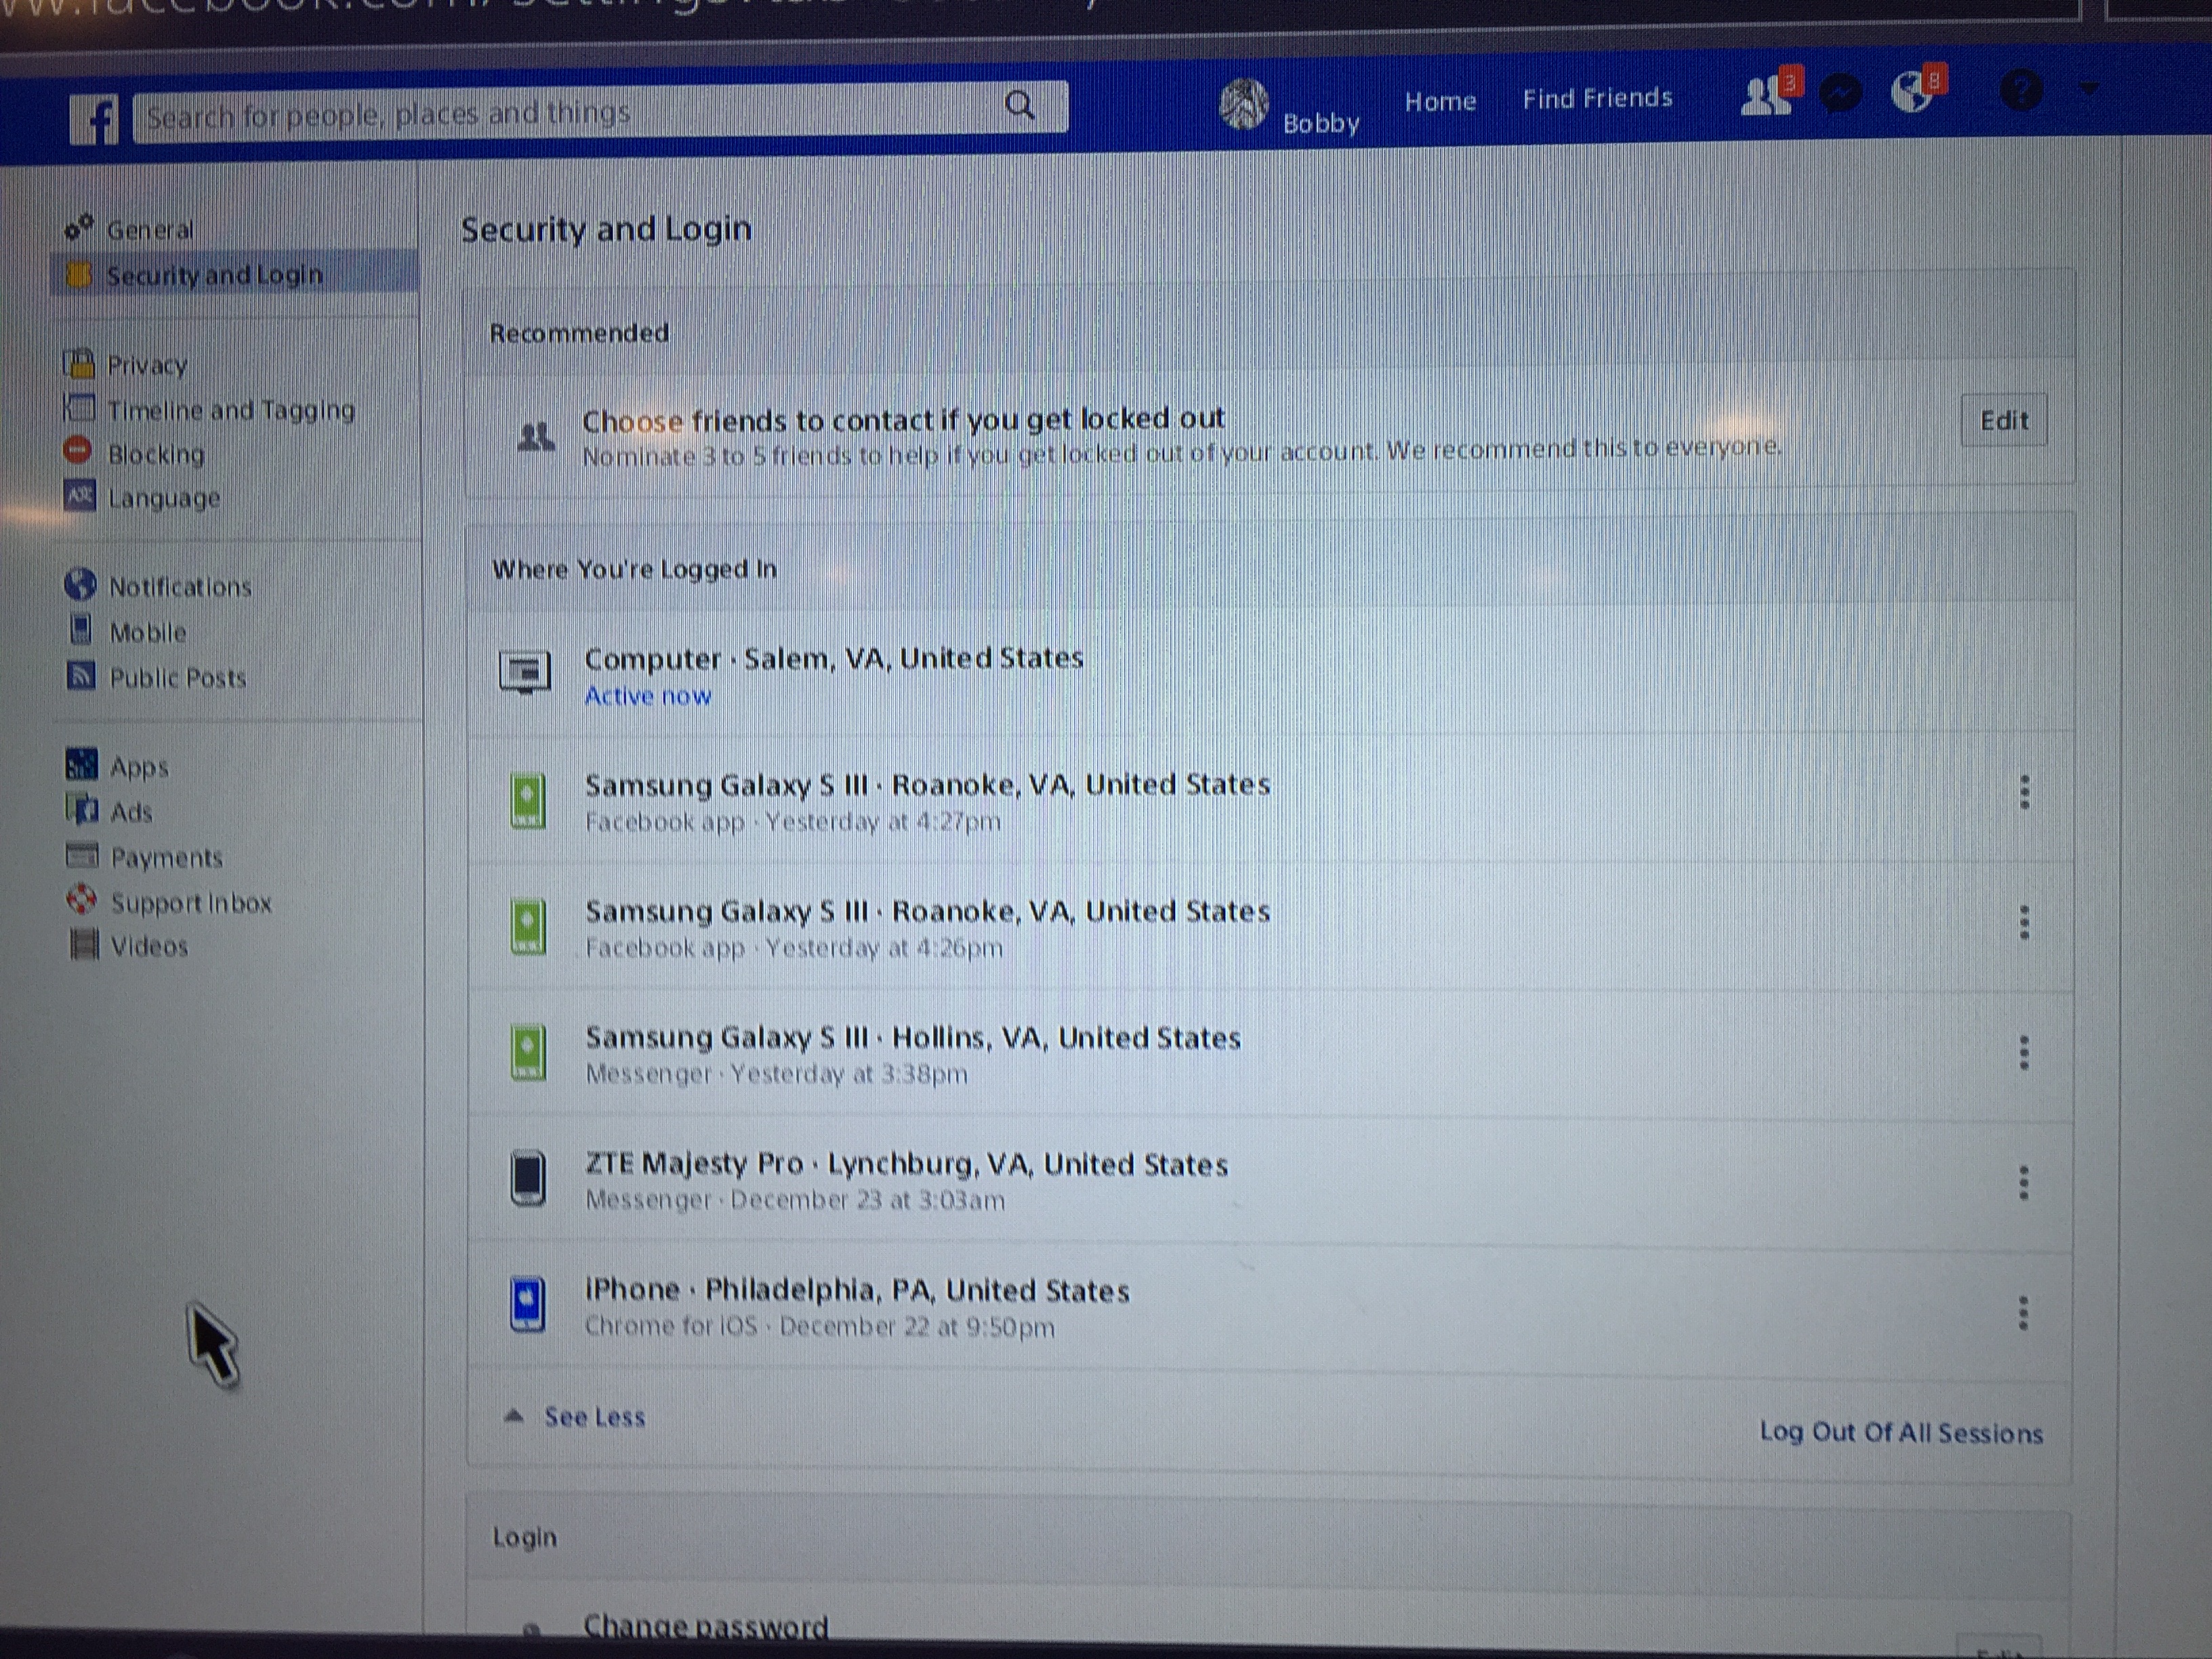 Search for people, places and things
Bobby
Home
Find Friends
3
8
?
General
Security and Login
Privacy
Timeline and Tagging
Blocking
Language
Notifications
Mobile
Public Posts
Apps
Ads
Payments
Support Inbox
Videos
Security and Login
Recommended
Choose friends to contact if you get locked out
Nominate 3 to 5 friends to help if you get locked out of your account. We recommend this to everyone.
Edit
Where You're Logged In
Computer · Salem, VA, United States
Active now
Samsung Galaxy S III · Roanoke, VA, United States
Facebook app · Yesterday at 4:27pm
Samsung Galaxy S III · Roanoke, VA, United States
Facebook app · Yesterday at 4:26pm
Samsung Galaxy S III · Hollins, VA, United States
Messenger · Yesterday at 3:38pm
ZTE Majesty Pro · Lynchburg, VA, United States
Messenger · December 23 at 3:03am
iPhone · Philadelphia, PA, United States
Chrome for iOS · December 22 at 9:50pm
See Less
Log Out Of All Sessions
Login
Change password